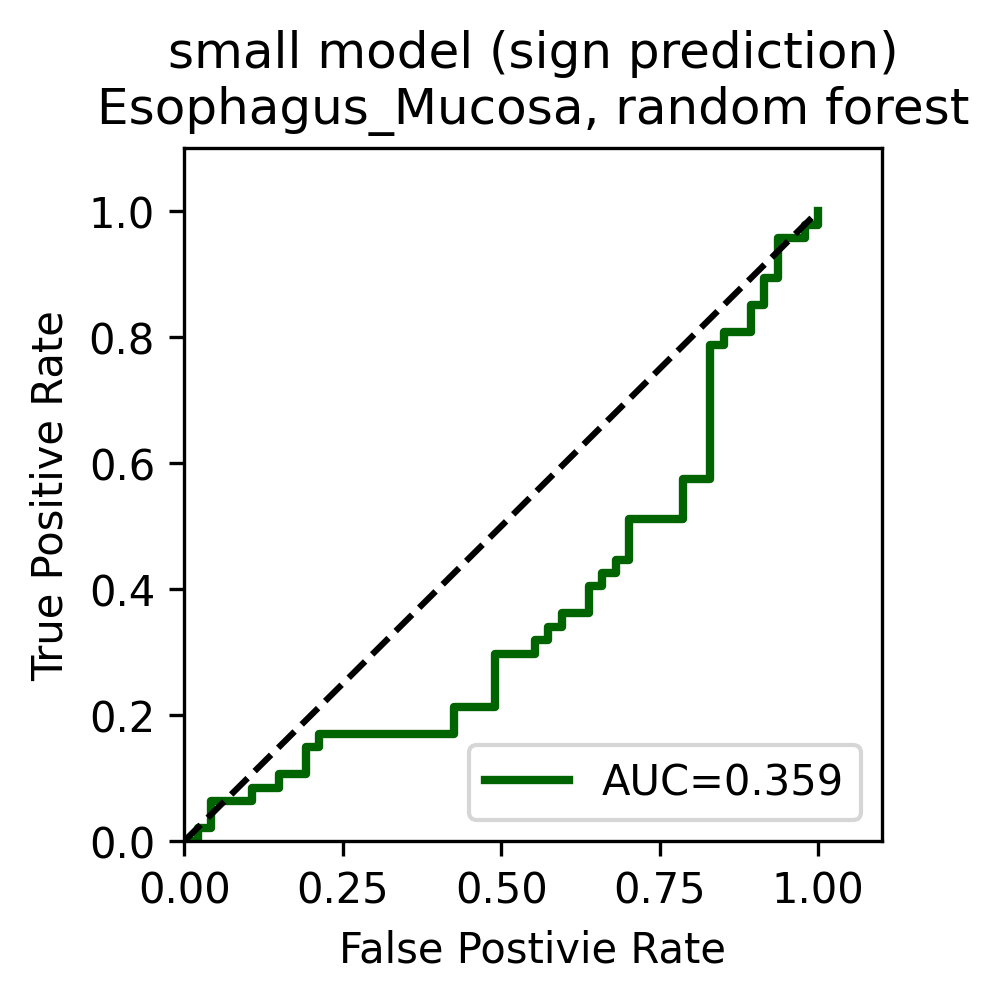 small model (sign prediction)
Esophagus_Mucosa, random forest
1.0
0.8
0.6
0.4
0.2
0.0
True Positive Rate
AUC=0.359
0.00 0.25 0.50 0.75 1.00
False Postivie Rate